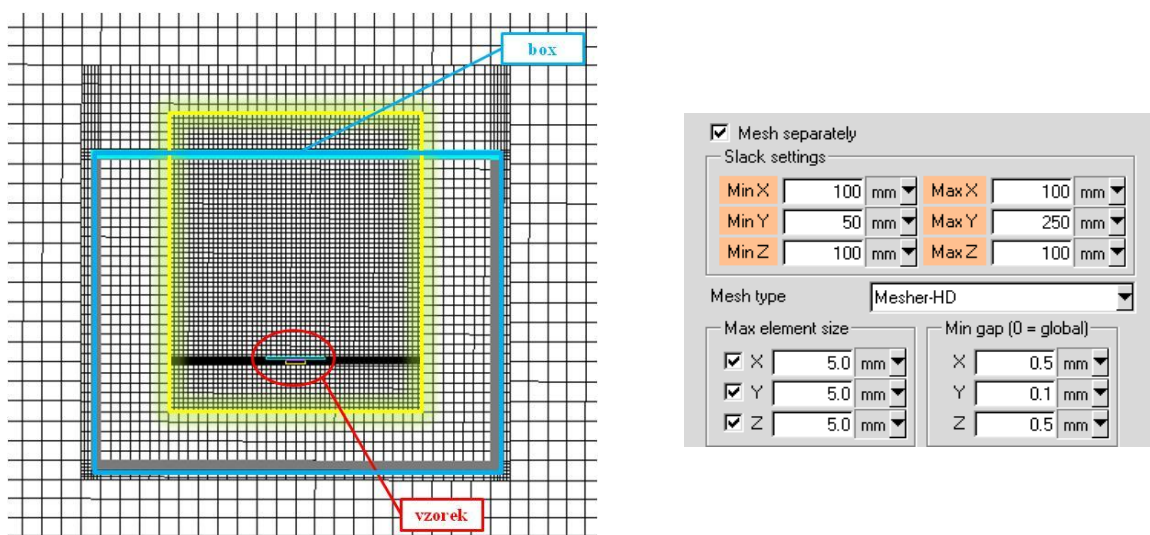 box
vzorek
Mesh separately
Slack settings
Min X 100 mm Max X 100 mm
Min Y 50 mm Max Y 250 mm
Min Z 100 mm Max Z 100 mm
Mesh type Mesher-HD
Max element size Min gap (0 = global)
X 5.0 mm X 0.5 mm
Y 5.0 mm Y 0.1 mm
Z 5.0 mm Z 0.5 mm